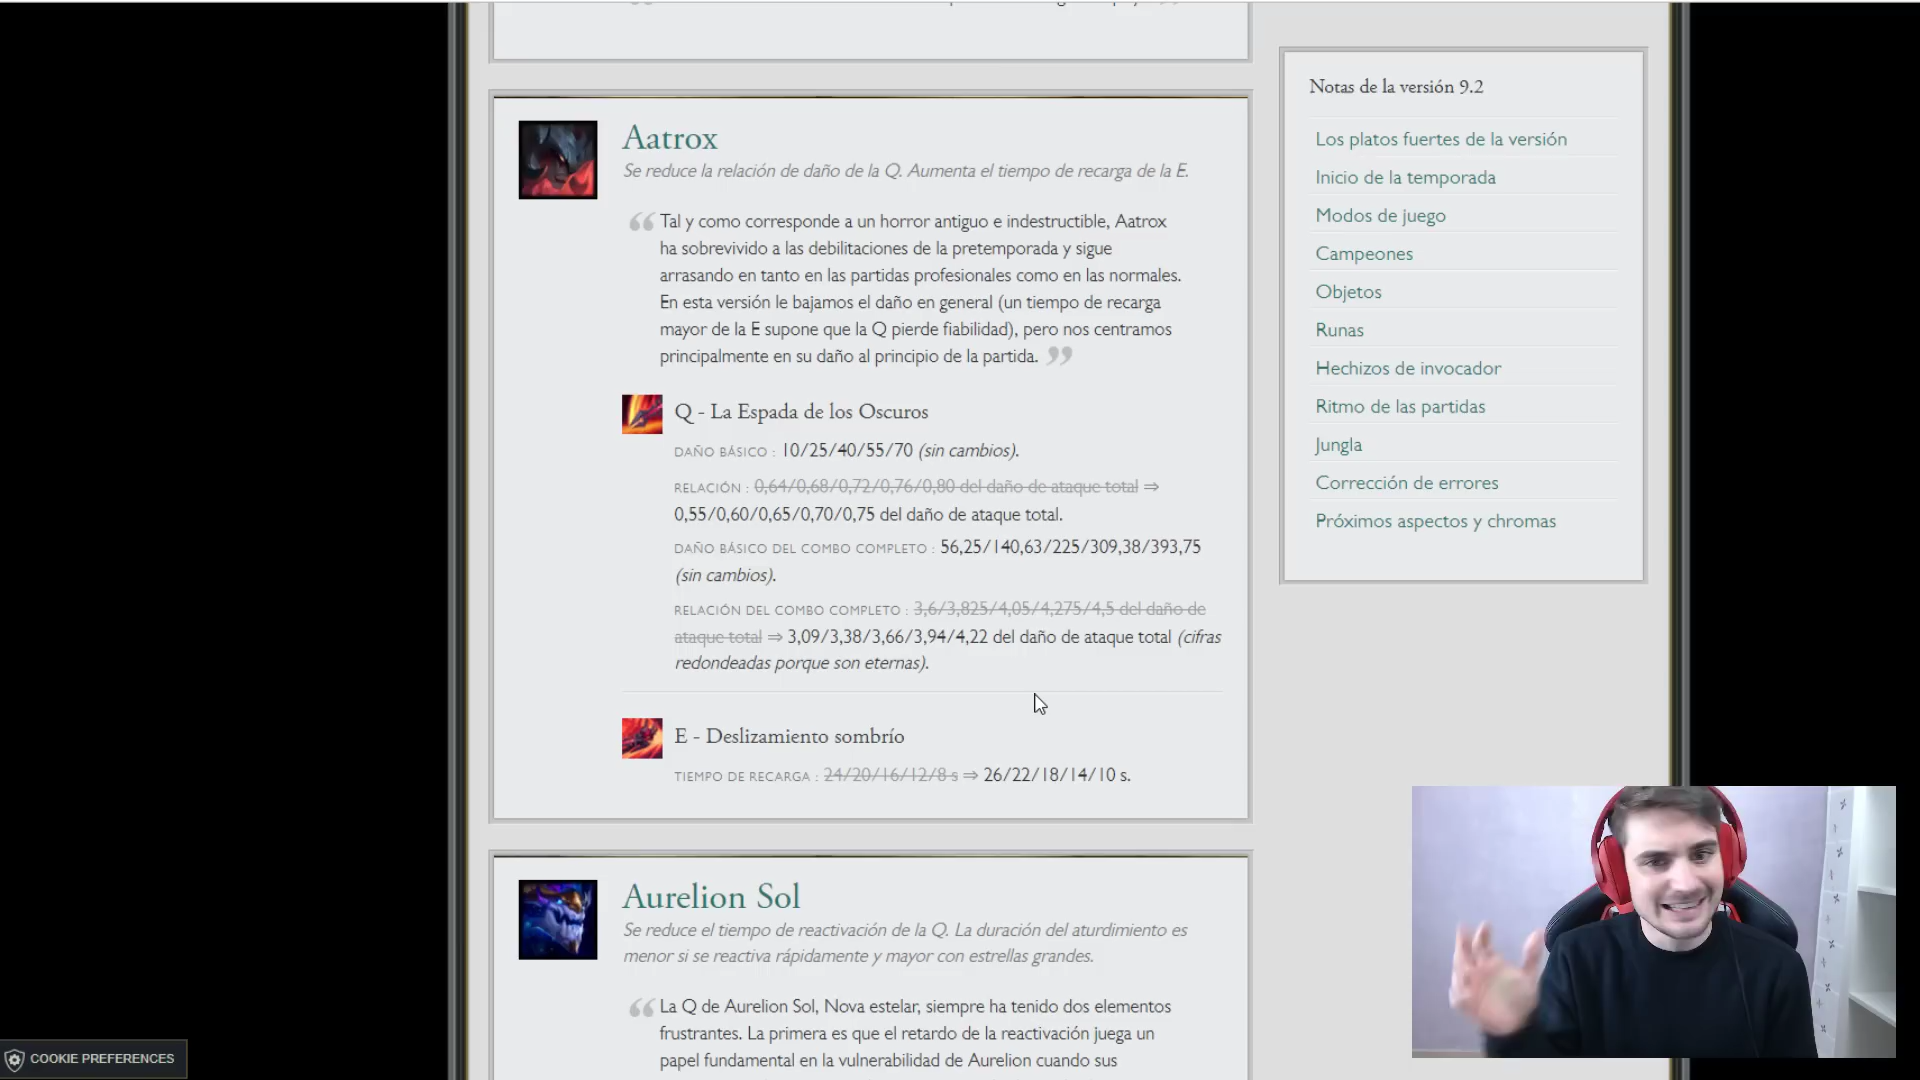 Aatrox
Se reduce la relación de daño de la Q. Aumenta el tiempo de recarga de la E.
“ Tal y como corresponde a un horror antiguo e indestructible, Aatrox
ha sobrevivido a las debilitaciones de la pretemporada y sigue
arrasando en tanto en las partidas profesionales como en las normales.
En esta versión le bajamos el daño en general (un tiempo de recarga
mayor de la E supone que la Q pierde fiabilidad), pero nos centramos
principalmente en su daño al principio de la partida. ”
Q - La Espada de los Oscuros
DAÑO BÁSICO : 10/25/40/55/70 (sin cambios).
RELACIÓN : 0,64/0,68/0,72/0,76/0,80 del daño de ataque total ⇒
0,55/0,60/0,65/0,70/0,75 del daño de ataque total.
DAÑO BÁSICO DEL COMBO COMPLETO : 56,25/140,63/225/309,38/393,75
(sin cambios).
RELACIÓN DEL COMBO COMPLETO : 3,6/3,825/4,05/4,275/4,5 del daño de
ataque total ⇒ 3,09/3,38/3,66/3,94/4,22 del daño de ataque total (cifras
redondeadas porque son eternas).
E - Deslizamiento sombrío
TIEMPO DE RECARGA : 24/20/16/12/8 s ⇒ 26/22/18/14/10 s.
Aurelion Sol
Se reduce el tiempo de reactivación de la Q. La duración del aturdimiento es
menor si se reactiva rápidamente y mayor con estrellas grandes.
“ La Q de Aurelion Sol, Nova estelar, siempre ha tenido dos elementos
frustrantes. La primera es que el retardo de la reactivación juega un
papel fundamental en la vulnerabilidad de Aurelion cuando sus
Notas de la versión 9.2
Los platos fuertes de la versión
Inicio de la temporada
Modos de juego
Campeones
Objetos
Runas
Hechizos de invocador
Ritmo de las partidas
Jungla
Corrección de errores
Próximos aspectos y chromas
COOKIE PREFERENCES